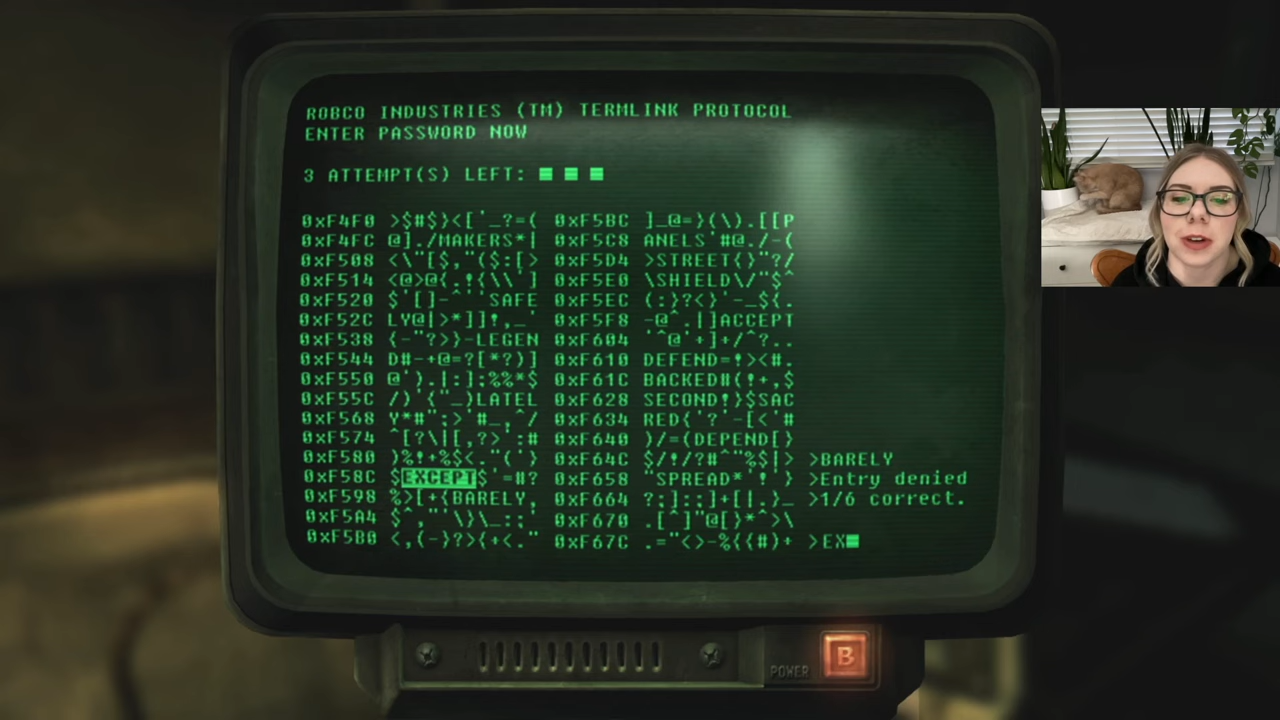 ROBCO INDUSTRIES (TM) TERMLINK PROTOCOL
ENTER PASSWORD NOW
3 ATTEMPT(S) LEFT:
0xF4F0 >$#$}<['_?=( 0xF5BC ]_@=}(\).[[P
0xF4FC @]./MAKERS*| 0xF5C8 ANELS'#@./-(
0xF508 <\"[$,"($:[> 0xF5D4 >STREET{}"?/
0xF514 <@>@{.!{\\'] 0xF5E0 \SHIELD\/"$^
0xF520 $'[]-^''SAFE 0xF5EC (:}?<}'-_${.
0xF52C LY@|>*]]!,_' 0xF5F8 -@^.|]ACCEPT
0xF538 {-"?>}-LEGEN 0xF604 '^@'+]+/^?..
0xF544 D#-+@=?[*?)] 0xF610 DEFEND=!><#.
0xF550 @').|:];%%*$ 0xF61C BACKED#(!+,$
0xF55C /)'{"_)LATEL 0xF628 SECOND!}$SAC
0xF568 Y*#";>'#_,^/ 0xF634 RED{'?'-[<'#
0xF574 ^[?\|[,?>':# 0xF640 )/=(DEPEND[}
0xF580 }%!+%$<."('} 0xF64C $/!/?#^"%$|> >BARELY
0xF58C $EXCEPT$'=#? 0xF658 "SPREAD*'!'} >Entry denied
0xF598 %>[+{BARELY, 0xF664 ?;];:]+[|.}_ >1/6 correct.
0xF5A4 $^,"'\}\_::; 0xF670 .[^]"@[}*^>\
0xF5B0 <,(-}?>{+<." 0xF67C .="<>-%{(#)+ >EX
POWER
B